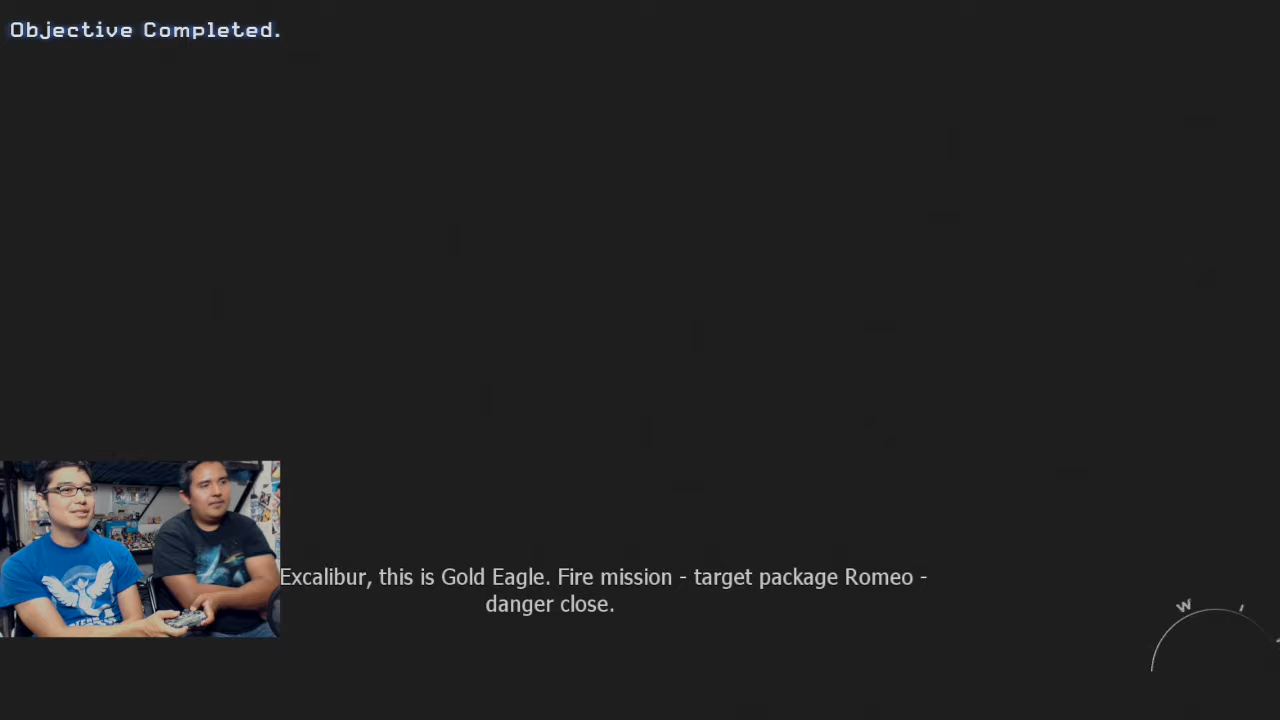 Objective Completed.
Excalibur, this is Gold Eagle. Fire mission - target package Romeo -
danger close.
W